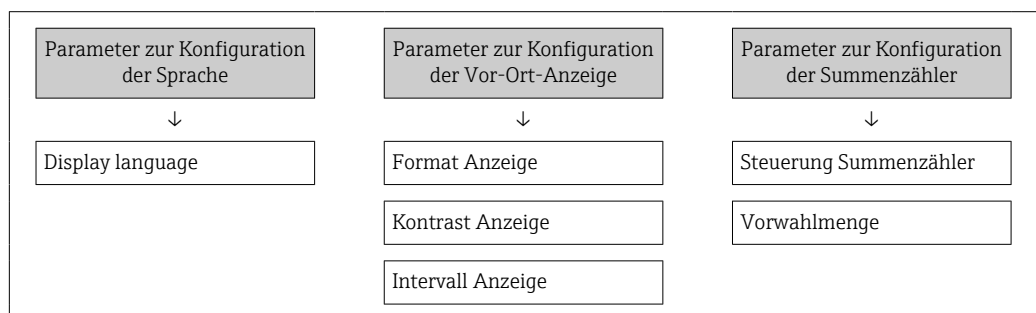 Parameter zur Konfiguration
der Sprache
↓
Display language
Parameter zur Konfiguration
der Vor-Ort-Anzeige
↓
Format Anzeige
Kontrast Anzeige
Intervall Anzeige
Parameter zur Konfiguration
der Summenzähler
↓
Steuerung Summenzähler
Vorwahlmenge